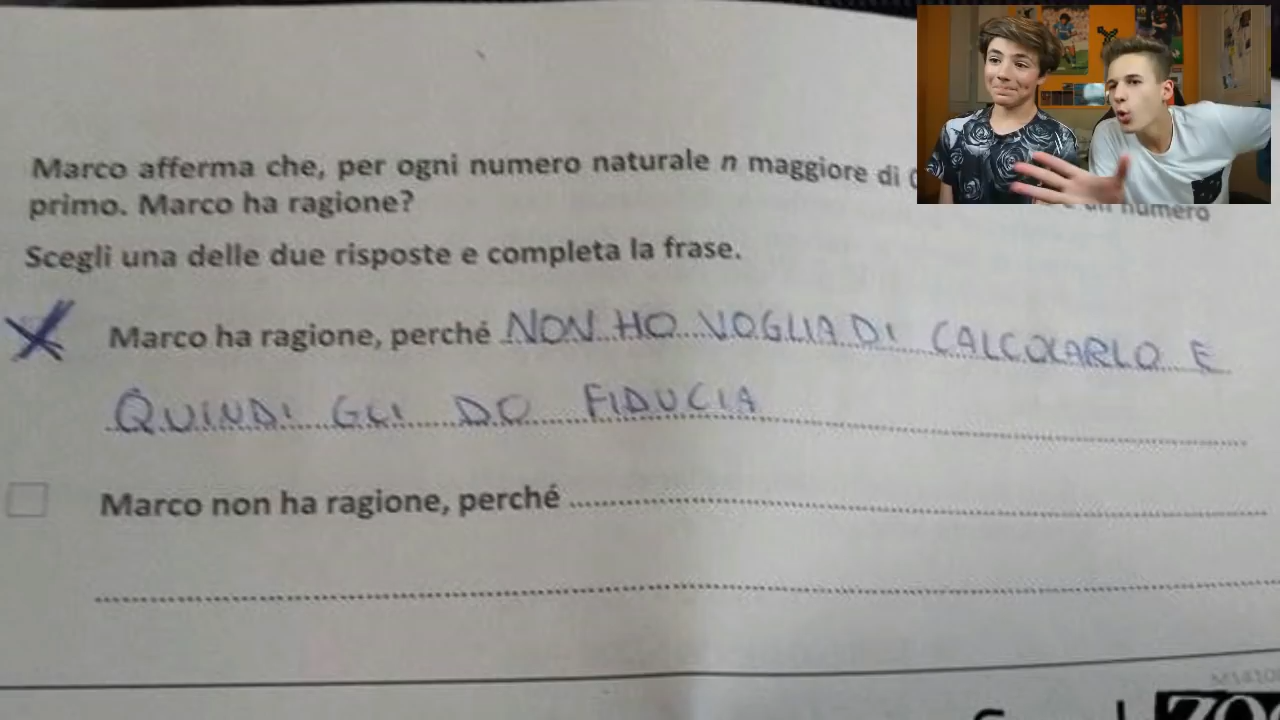 Marco afferma che, per ogni numero naturale n maggiore di
numero
primo. Marco ha ragione?
Scegli una delle due risposte e completa la frase.
Marco ha ragione, perché NON HO VOGLIA DI CALCOLARLO E
QUINDI GLI DO FIDUCIA
Marco non ha ragione, perché